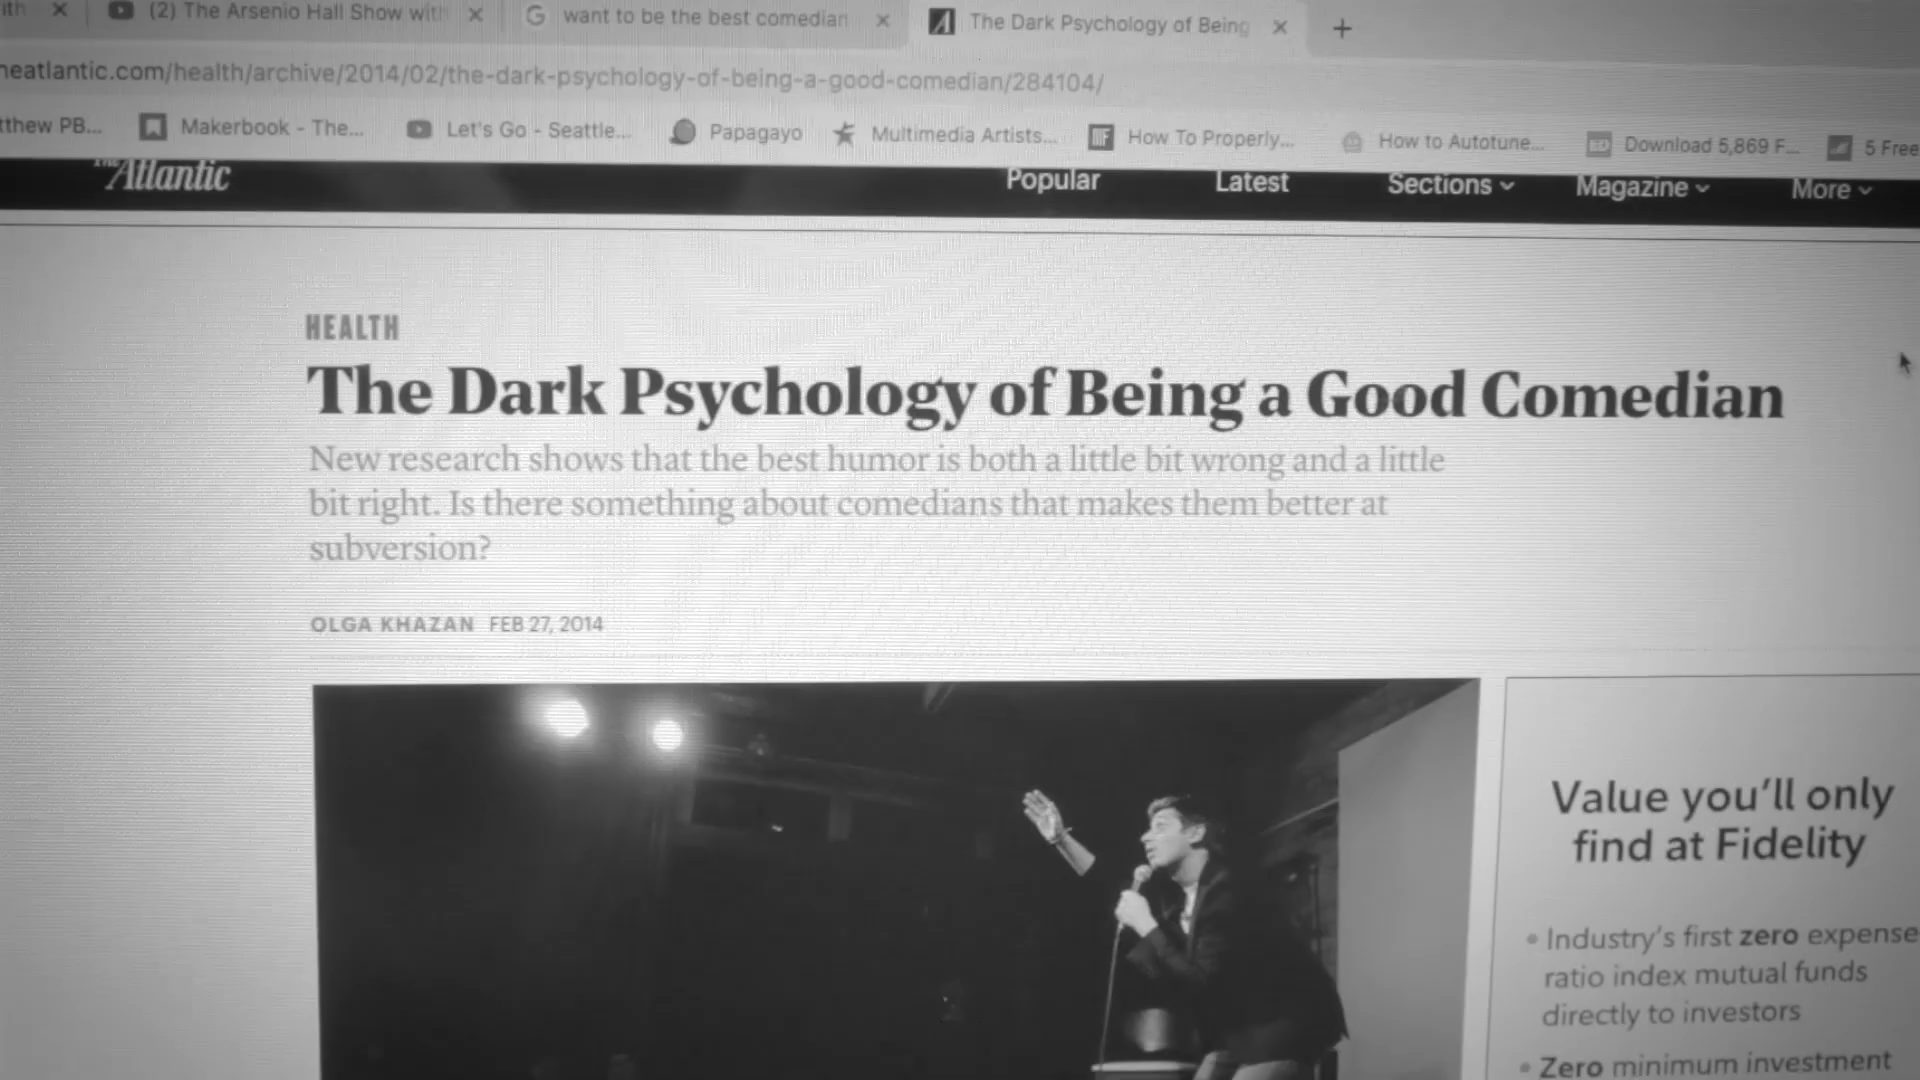 ith
(2) The Arsenio Hall Show with
want to be the best comedian
The Dark Psychology of Being
neatlantic.com/health/archive/2014/02/the-dark-psychology-of-being-a-good-comedian/284104/
tthew PB...
Makerbook - The...
Let's Go - Seattle...
Papagayo
Multimedia Artists...
How To Properly...
How to Autotune...
Download 5,869 F...
5 Free
The Atlantic
Popular
Latest
Sections
Magazine
More
HEALTH
The Dark Psychology of Being a Good Comedian
New research shows that the best humor is both a little bit wrong and a little
bit right. Is there something about comedians that makes them better at
subversion?
OLGA KHAZAN FEB 27, 2014
Value you'll only
find at Fidelity
• Industry's first zero expense
ratio index mutual funds
directly to investors
• Zero minimum investment